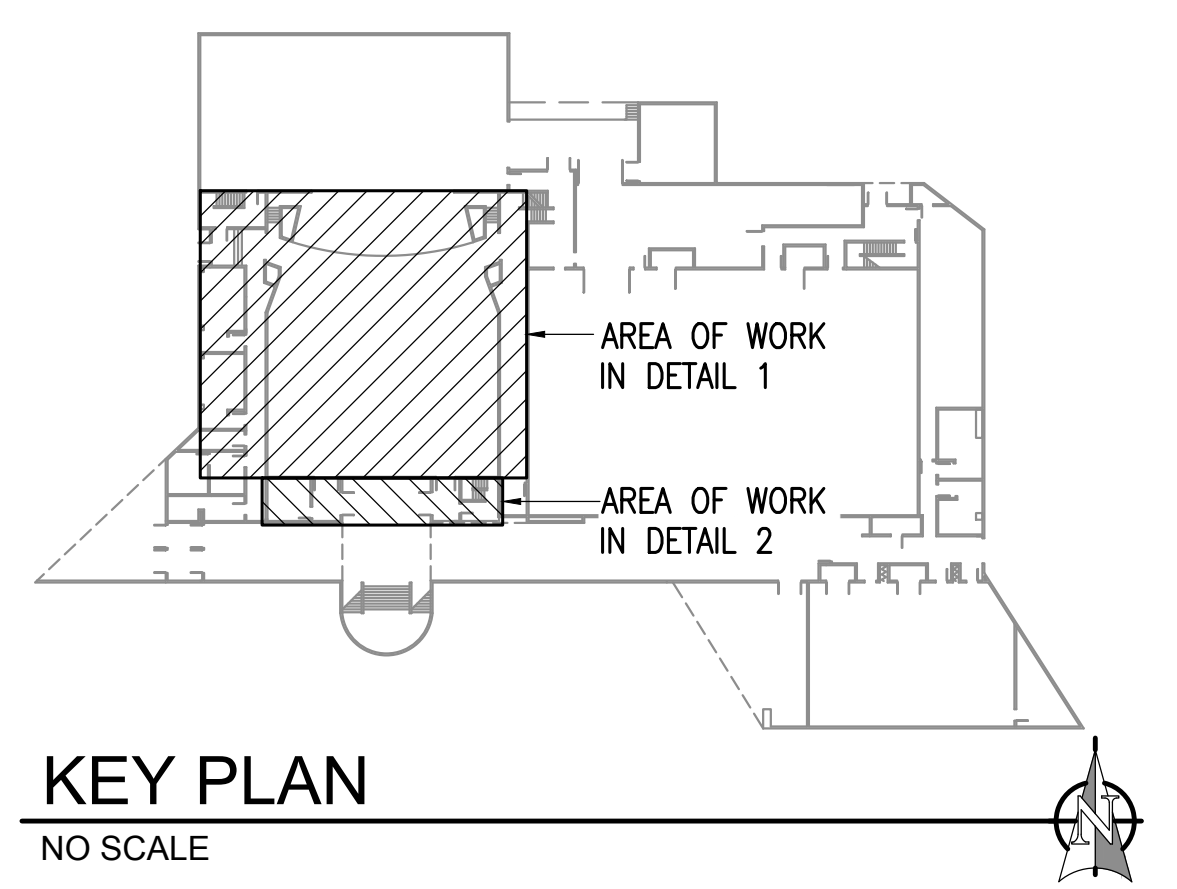 AREA OF WORK
IN DETAIL 1
AREA OF WORK
IN DETAIL 2
KEY PLAN
NO SCALE
N